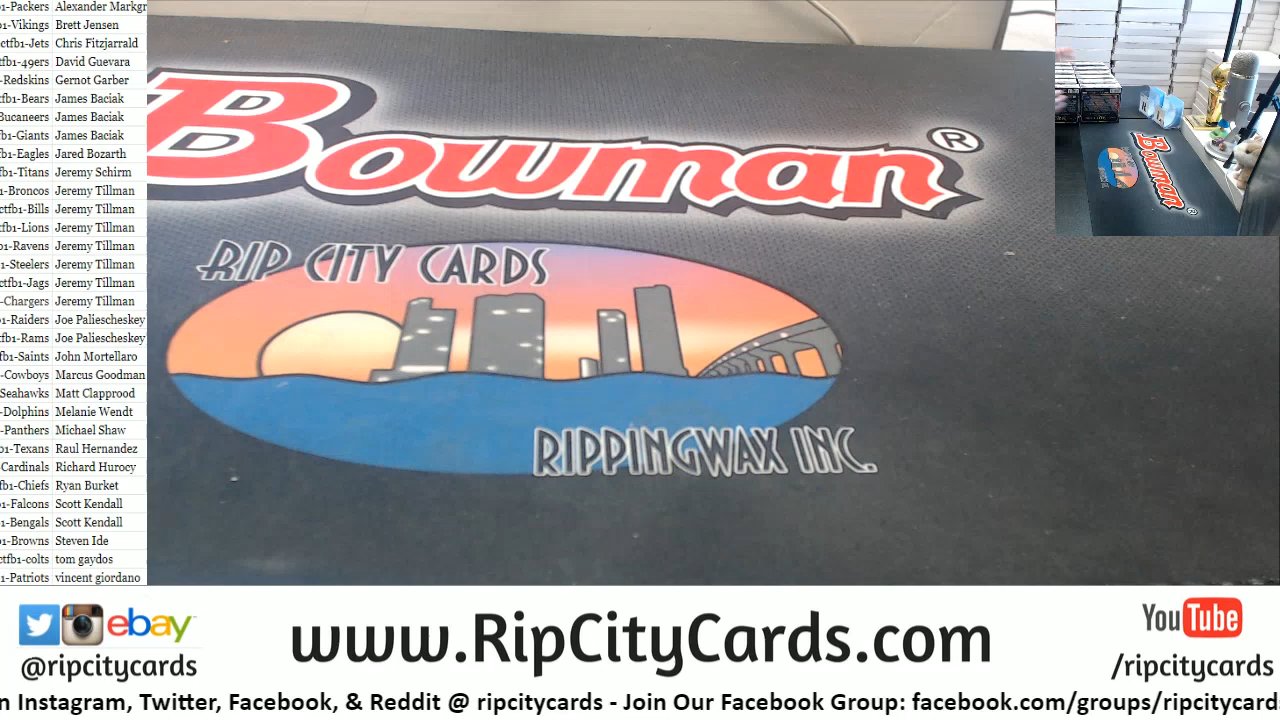 b1-Packers Alexander Markgr
b1-Vikings Brett Jensen
ctfb1-Jets Chris Fitzjarrald
tfb1-49ers David Guevara
-Redskins Gernot Garber
fb1-Bears James Baciak
Bucaneers James Baciak
fb1-Giants James Baciak
fb1-Eagles Jared Bozarth
fb1-Titans Jeremy Schirm
1-Broncos Jeremy Tillman
ctfb1-Bills Jeremy Tillman
fb1-Lions Jeremy Tillman
b1-Ravens Jeremy Tillman
1-Steelers Jeremy Tillman
ctfb1-Jags Jeremy Tillman
-Chargers Jeremy Tillman
1-Raiders Joe Paliescheskey
fb1-Rams Joe Paliescheskey
fb1-Saints John Mortellaro
-Cowboys Marcus Goodman
Seahawks Matt Clapprood
-Dolphins Melanie Wendt
-Panthers Michael Shaw
b1-Texans Raul Hernandez
Cardinals Richard Hurocy
fb1-Chiefs Ryan Burket
1-Falcons Scott Kendall
1-Bengals Scott Kendall
b1-Browns Steven Ide
ctfb1-colts tom gaydos
1-Patriots vincent giordano
Bowman ®
RIP CITY CARDS
RIPPINGWAX INC.
Bowman ®
ebay
@ripcitycards
www.RipCityCards.com
YouTube
/ripcitycards
n Instagram, Twitter, Facebook, & Reddit @ ripcitycards - Join Our Facebook Group: facebook.com/groups/ripcitycard